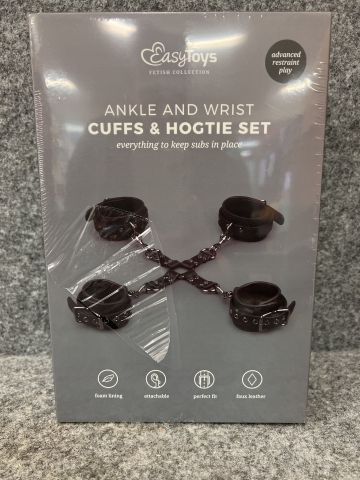 EasyToys
FETISH COLLECTION
advanced
restraint
play
ANKLE AND WRIST
CUFFS & HOGTIE SET
everything to keep subs in place
foam lining
attachable
perfect fit
faux leather